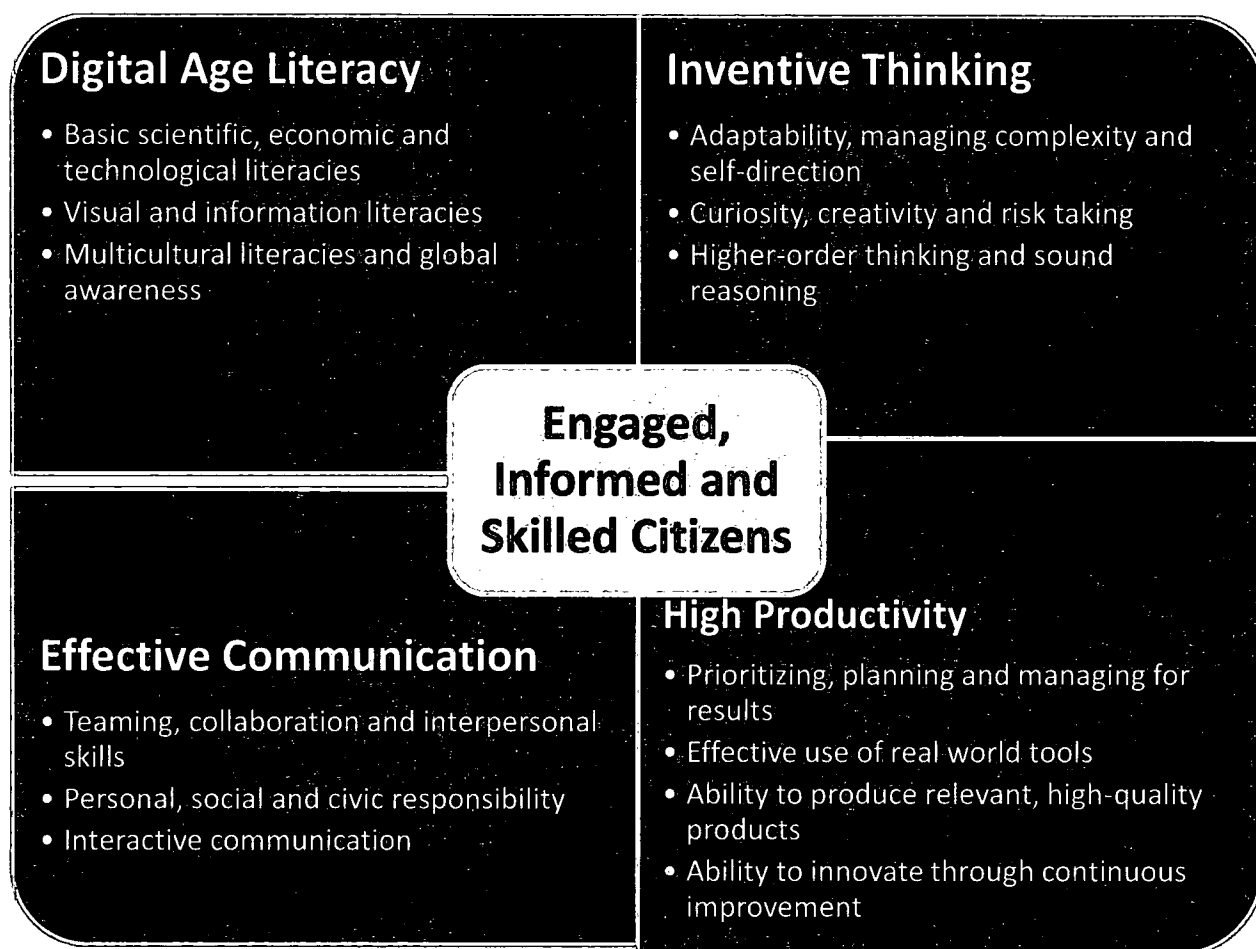 Digital Age Literacy
• Basic scientific, economic and
technological literacies
• Visual and information literacies
• Multicultural literacies and global
awareness
Inventive Thinking
• Adaptability, managing complexity and
self-direction
• Curiosity, creativity and risk taking
• Higher-order thinking and sound
reasoning
Engaged,
Informed and
Skilled Citizens
Effective Communication
• Teaming, collaboration and interpersonal
skills
• Personal, social and civic responsibility
• Interactive communication
High Productivity
• Prioritizing, planning and managing for
results
• Effective use of real world tools
• Ability to produce relevant, high-quality
products
• Ability to innovate through continuous
improvement